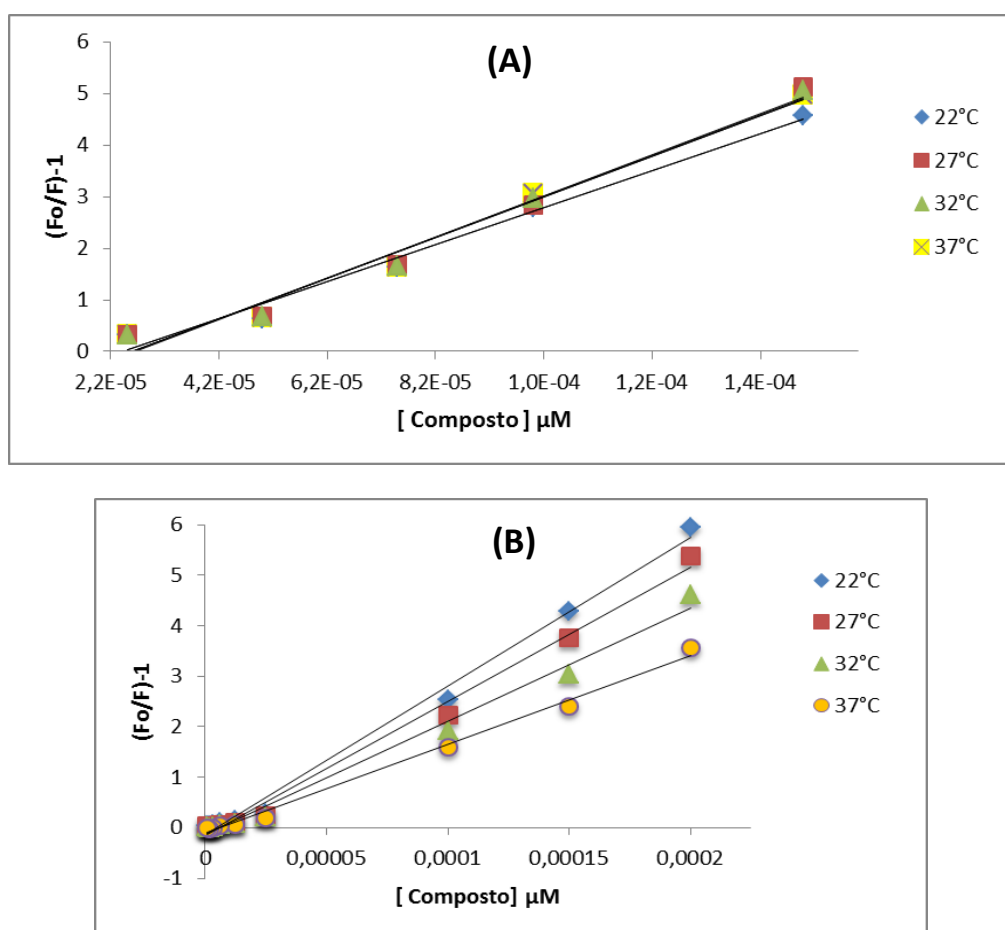 (A)
6
5
4
3
2
1
0
(Fo/F)-1
2,2E-05 4,2E-05 6,2E-05 8,2E-05 1,0E-04 1,2E-04 1,4E-04
[ Composto ] µM
22°C
27°C
32°C
37°C
(B)
6
5
4
3
2
1
0
-1
(Fo/F)-1
0 0,00005 0,0001 0,00015 0,0002
[ Composto] µM
22°C
27°C
32°C
37°C